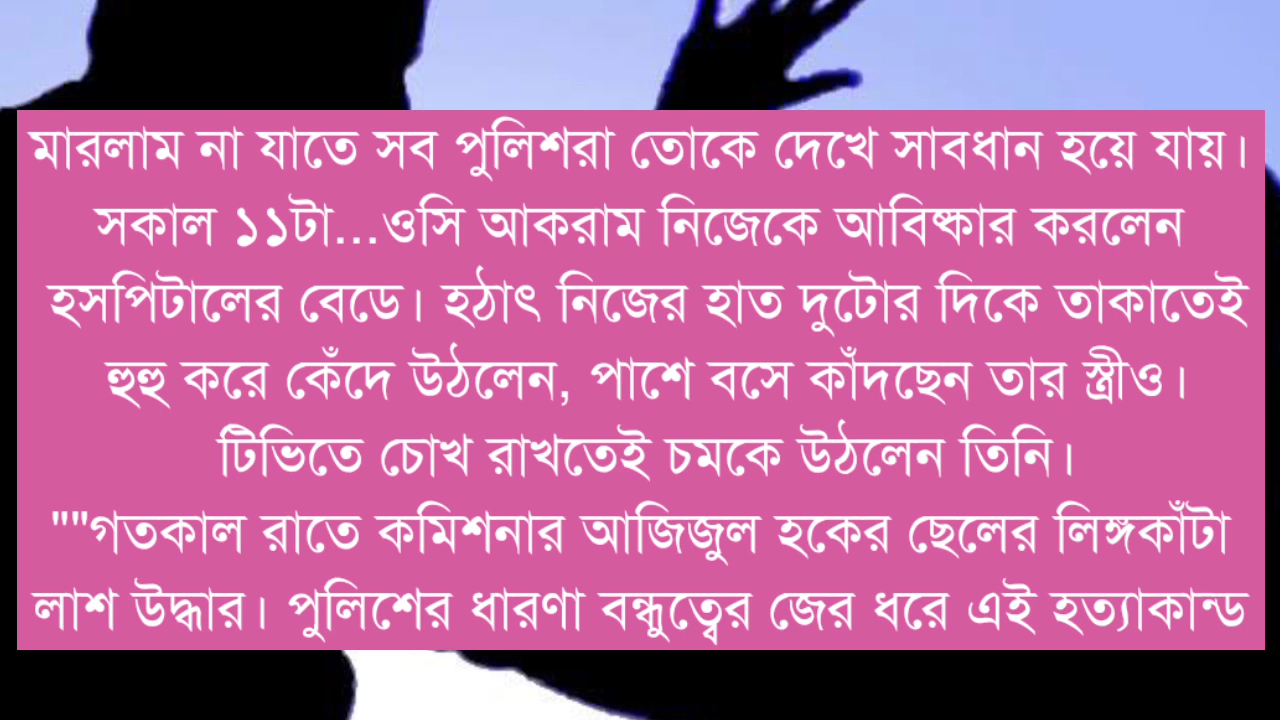 মারলাম না যাতে সব পুলিশরা তোকে দেখে সাবধান হয়ে যায়।
সকাল ১১টা...ওসি আকরাম নিজেকে আবিষ্কার করলেন
হসপিটালের বেডে। হঠাৎ নিজের হাত দুটোর দিকে তাকাতেই
হুহু করে কেঁদে উঠলেন, পাশে বসে কাঁদছেন তার স্ত্রীও।
টিভিতে চোখ রাখতেই চমকে উঠলেন তিনি।
""গতকাল রাতে কমিশনার আজিজুল হকের ছেলের লিঙ্গকাঁটা
লাশ উদ্ধার। পুলিশের ধারণা বন্ধুত্বের জের ধরে এই হত্যাকান্ড